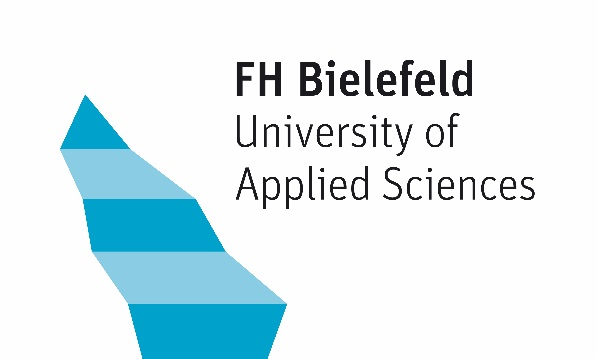 FH Bielefeld
University of
Applied Sciences